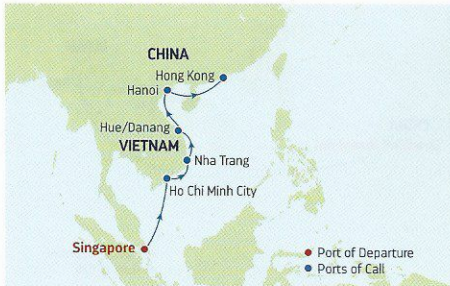 CHINA
Hong Kong
Hanoi
Hue/Danang
VIETNAM
Nha Trang
Ho Chi Minh City
Singapore
Port of Departure
Ports of Call